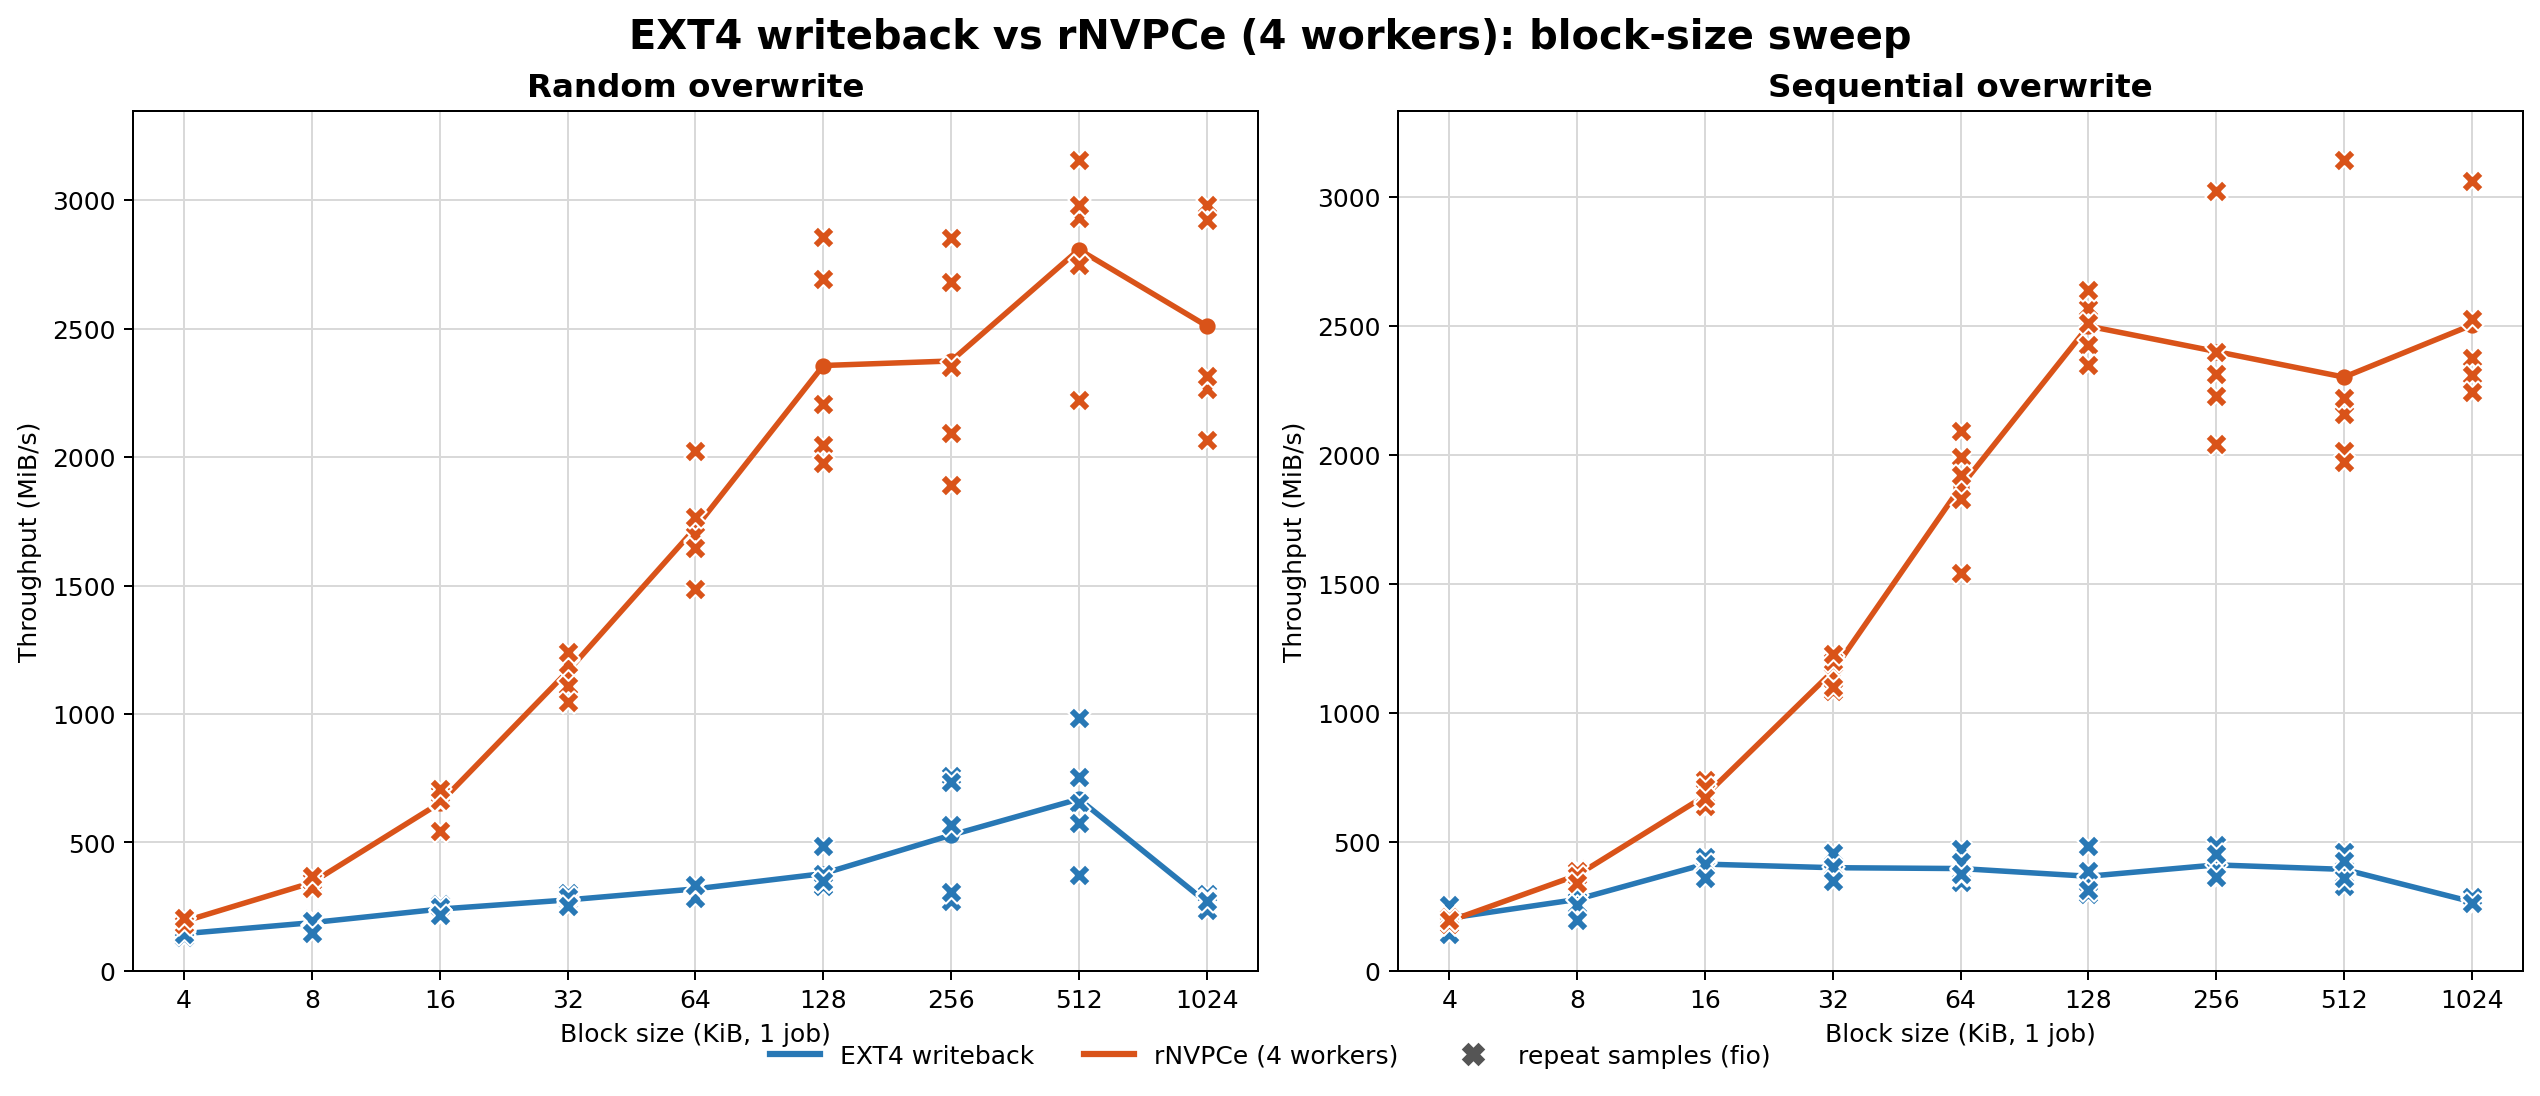 EXT4 writeback vs rNVPCe (4 workers): block-size sweep
Random overwrite
Throughput (MiB/s)
3000
2500
2000
1500
1000
500
0
4 8 16 32 64 128 256 512 1024
Block size (KiB, 1 job)
Sequential overwrite
Throughput (MiB/s)
3000
2500
2000
1500
1000
500
0
4 8 16 32 64 128 256 512 1024
Block size (KiB, 1 job)
EXT4 writeback rNVPCe (4 workers) repeat samples (fio)